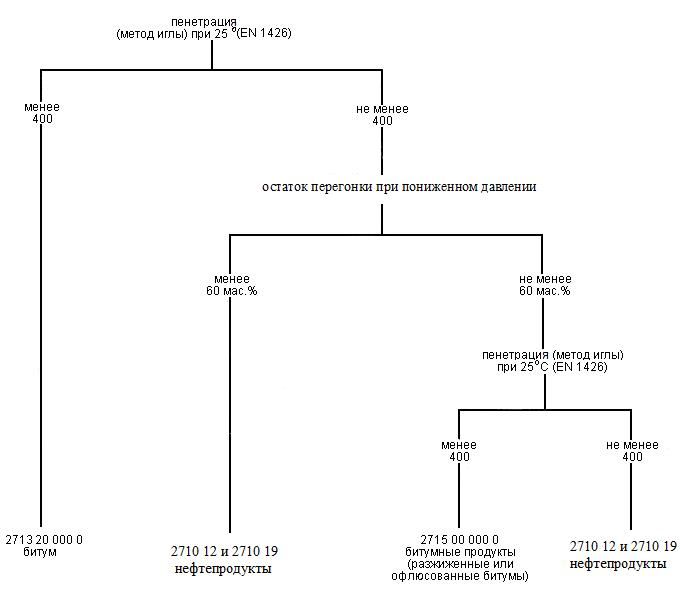 пенетрация
(метод иглы) при 25 °(EN 1426)
менее
400
не менее
400
остаток перегонки при пониженном давлении
менее
60 мас.%
не менее
60 мас.%
пенетрация (метод иглы)
при 25°C (EN 1426)
менее
400
не менее
400
2713 20 000 0
битум
2710 12 и 2710 19
нефтепродукты
2715 00 000 0
битумные продукты
(разжиженные или
офлюсованные битумы)
2710 12 и 2710 19
нефтепродукты